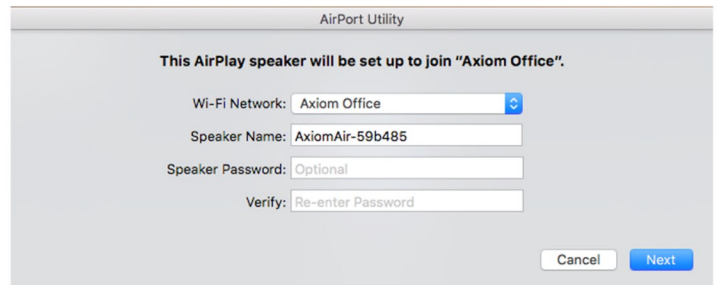 AirPort Utility
This AirPlay speaker will be set up to join “Axiom Office”.
Wi-Fi Network: Axiom Office
Speaker Name: AxiomAir-59b485
Speaker Password: Optional
Verify: Re-enter Password
Cancel Next